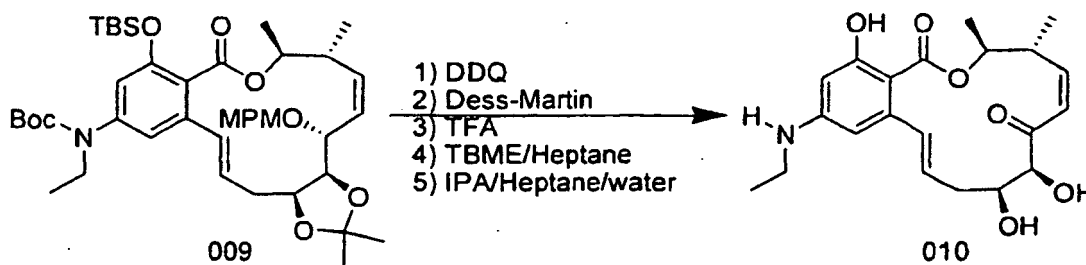 TBSO
O
O
Boc
N
MPMO
O
O
009
1) DDQ
2) Dess-Martin
3) TFA
4) TBME/Heptane
5) IPA/Heptane/water
OH
O
O
H
N
O
OH
OH
010